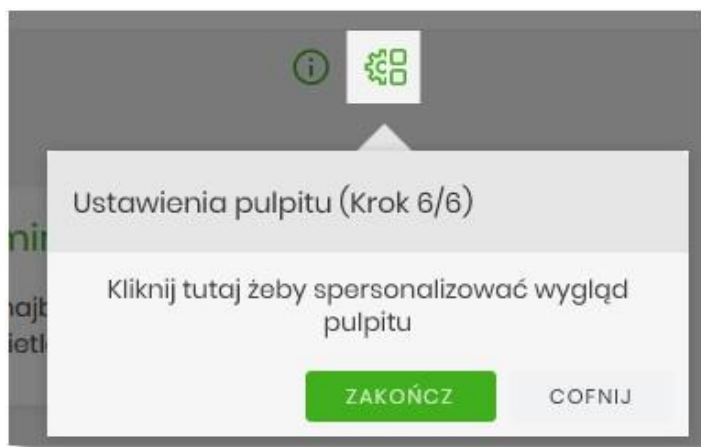 Ustawienia pulpitu (Krok 6/6)
Kliknij tutaj żeby spersonalizować wygląd
pulpitu
ZAKOŃCZ COFNIJ